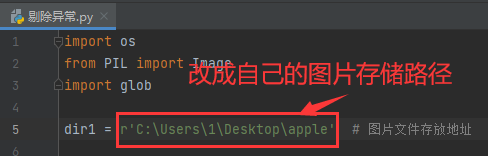 剔除异常.py ×
1 import os
2 from PIL import Image
3 import glob
改成自己的图片存储路径
4
5 dir1 = r'C:\Users\1\Desktop\apple' # 图片文件存放地址